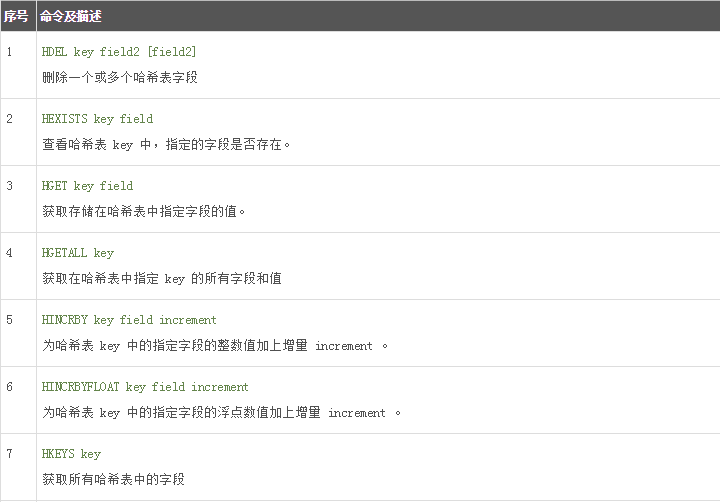 序号 命令及描述
1 HDEL key field2 [field2]
删除一个或多个哈希表字段
2 HEXISTS key field
查看哈希表 key 中，指定的字段是否存在。
3 HGET key field
获取存储在哈希表中指定字段的值。
4 HGETALL key
获取在哈希表中指定 key 的所有字段和值
5 HINCRBY key field increment
为哈希表 key 中的指定字段的整数值加上增量 increment 。
6 HINCRBYFLOAT key field increment
为哈希表 key 中的指定字段的浮点数值加上增量 increment 。
7 HKEYS key
获取所有哈希表中的字段